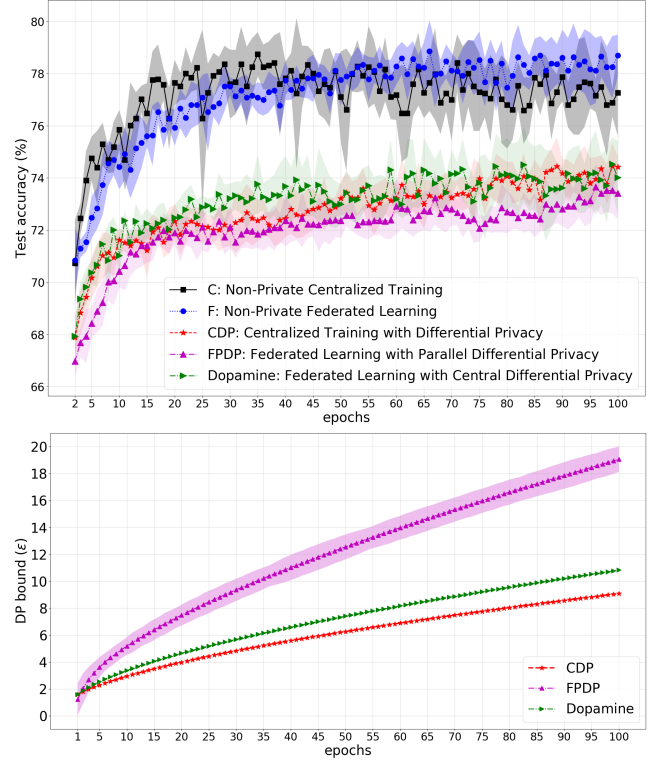 80
78
76
74
72
70
68
66
Test accuracy (%)
C: Non-Private Centralized Training
F: Non-Private Federated Learning
CDP: Centralized Training with Differential Privacy
FPDP: Federated Learning with Parallel Differential Privacy
Dopamine: Federated Learning with Central Differential Privacy
2 5 10 15 20 25 30 35 40 45 50 55 60 65 70 75 80 85 90 95 100
epochs
20
18
16
14
12
10
8
6
4
2
0
DP bound (ε)
CDP
FPDP
Dopamine
1 5 10 15 20 25 30 35 40 45 50 55 60 65 70 75 80 85 90 95 100
epochs